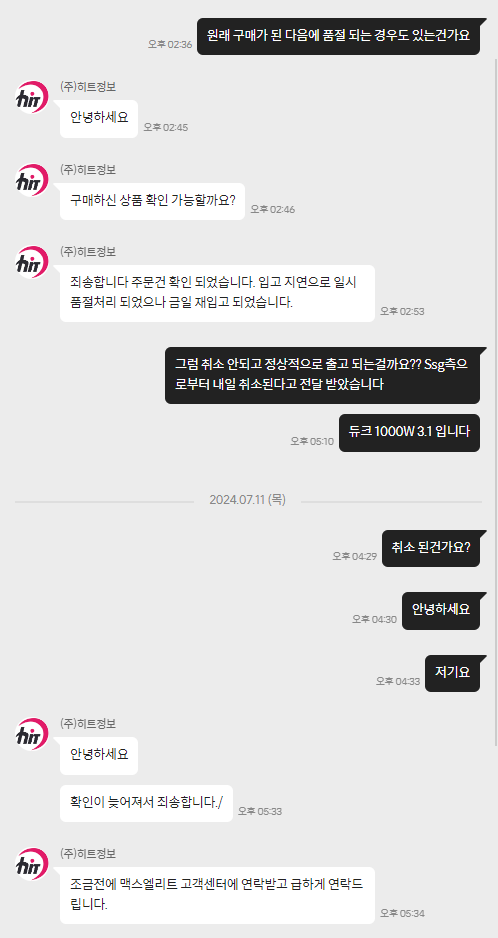 원래 구매가 된 다음에 품절 되는 경우도 있는건가요
오후 02:36
(주)히트정보
hiT
안녕하세요
오후 02:45
(주)히트정보
hiT
구매하신 상품 확인 가능할까요?
오후 02:46
(주)히트정보
hiT
죄송합니다 주문건 확인 되었습니다. 입고 지연으로 일시
품절처리 되었으나 금일 재입고 되었습니다.
오후 02:53
그럼 취소 안되고 정상적으로 출고 되는걸까요?? Ssg측으
로부터 내일 취소된다고 전달 받았습니다
듀크 1000W 3.1 입니다
오후 05:10
2024.07.11 (목)
취소 된건가요?
오후 04:29
안녕하세요
오후 04:30
저기요
오후 04:33
(주)히트정보
hiT
안녕하세요
확인이 늦어져서 죄송합니다./
오후 05:33
(주)히트정보
hiT
조금전에 맥스엘리트 고객센터에 연락받고 급하게 연락드
립니다.
오후 05:34